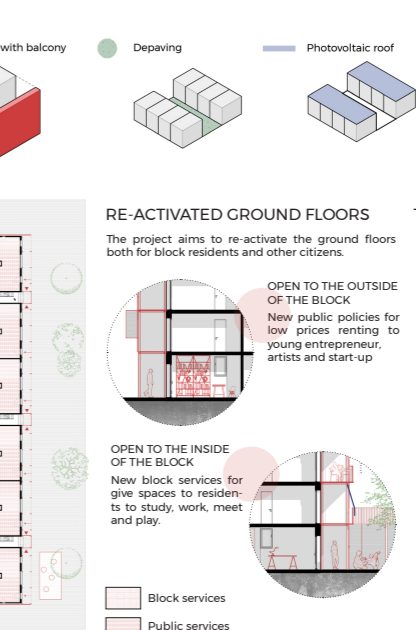 with balcony
Depaving
Photovoltaic roof
RE-ACTIVATED GROUND FLOORS
The project aims to re-activate the ground floors
both for block residents and other citizens.
OPEN TO THE OUTSIDE
OF THE BLOCK
New public policies for
low prices renting to
young entrepreneur,
artists and start-up
OPEN TO THE INSIDE
OF THE BLOCK
New block services for
give spaces to residen-
ts to study, work, meet
and play.
Block services
Public services